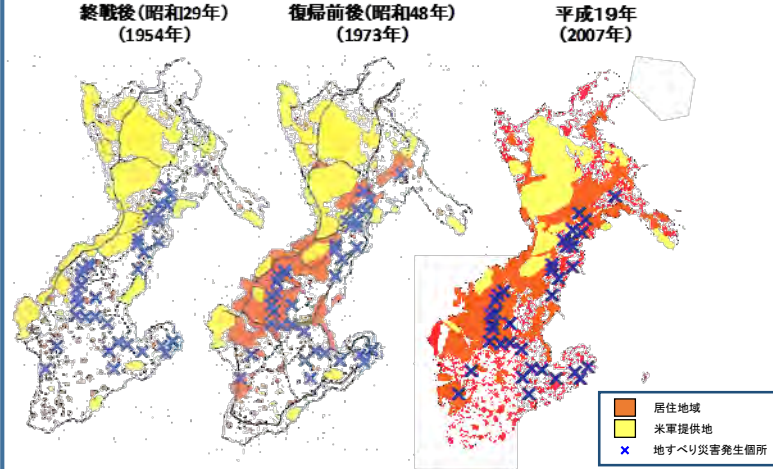 終戦後(昭和29年)
(1954年)
復帰前後(昭和48年)
(1973年)
平成19年
(2007年)
居住地域
米軍提供地
地すべり災害発生個所